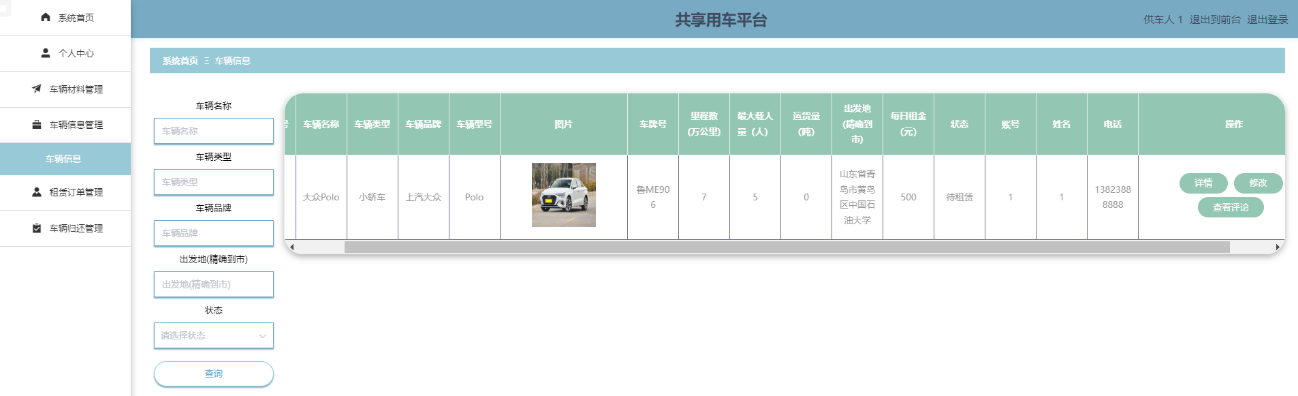 共享用车平台
供车人 1 退出到前台 退出登录
系统首页
个人中心
车辆材料管理
车辆信息管理
车辆信息
租赁订单管理
车辆归还管理
系统首页 Ξ 车辆信息
车辆名称
车辆名称
车辆类型
车辆类型
车辆品牌
车辆品牌
出发地(精确到市)
出发地(精确到市)
状态
请选择状态
查询
号
车辆名称
车辆类型
车辆品牌
车辆型号
图片
车牌号
里程数
(万公里)
最大载人
量（人）
运货量
(吨)
出发地
(精确到
市)
每日租金
(元)
状态
账号
姓名
电话
操作
大众Polo
小轿车
上汽大众
Polo
鲁ME90
6
7
5
0
山东省青
岛市黄岛
区中国石
油大学
500
待租赁
1
1
1382388
8888
详情
修改
查看评论